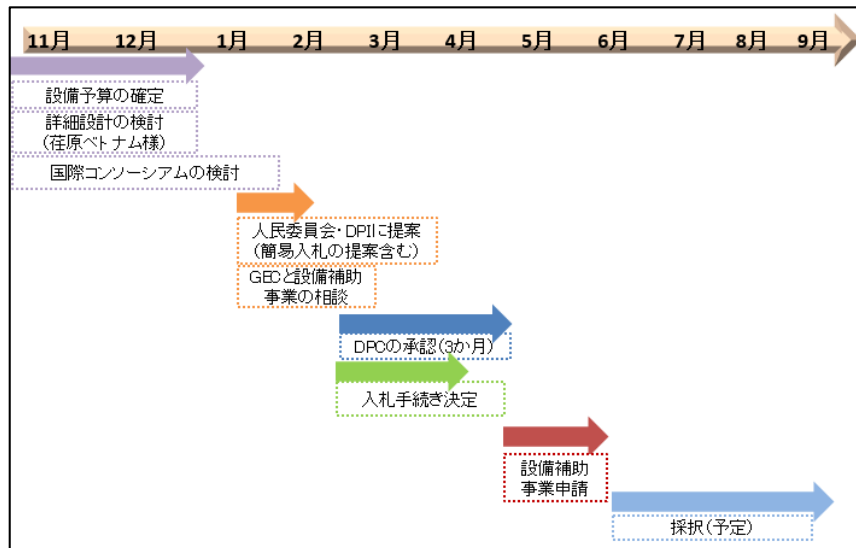 11月 12月 1月 2月 3月 4月 5月 6月 7月 8月 9月
設備予算の確定
詳細設計の検討
(荏原ベトナム様)
国際コンソーシアムの検討
人民委員会・DPIに提案
(簡易入札の提案含む)
GECと設備補助
事業の相談
DPCの承認(3か月)
入札手続き決定
設備補助
事業申請
採択(予定)